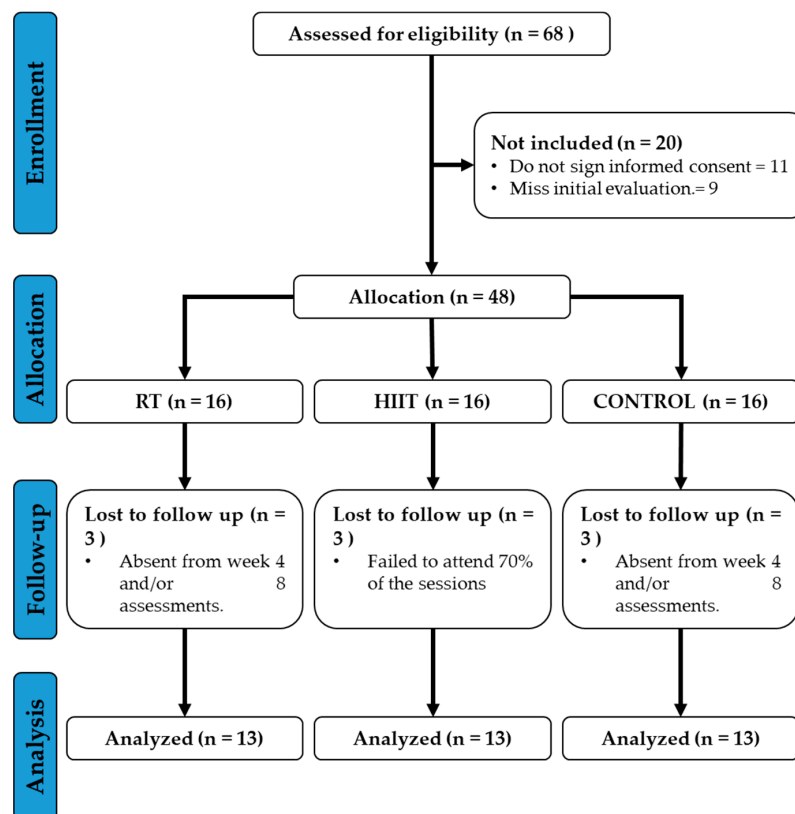 Enrollment
Assessed for eligibility (n = 68 )
Not included (n = 20)
• Do not sign informed consent = 11
• Miss initial evaluation.= 9
Allocation
Allocation (n = 48)
RT (n = 16)
HIIT (n = 16)
CONTROL (n = 16)
Follow-up
Lost to follow up (n =
3 )
• Absent from week 4
and/or 8
assessments.
Lost to follow up (n =
3 )
• Failed to attend 70%
of the sessions
Lost to follow up (n =
3 )
• Absent from week 4
and/or 8
assessments.
Analysis
Analyzed (n = 13)
Analyzed (n = 13)
Analyzed (n = 13)